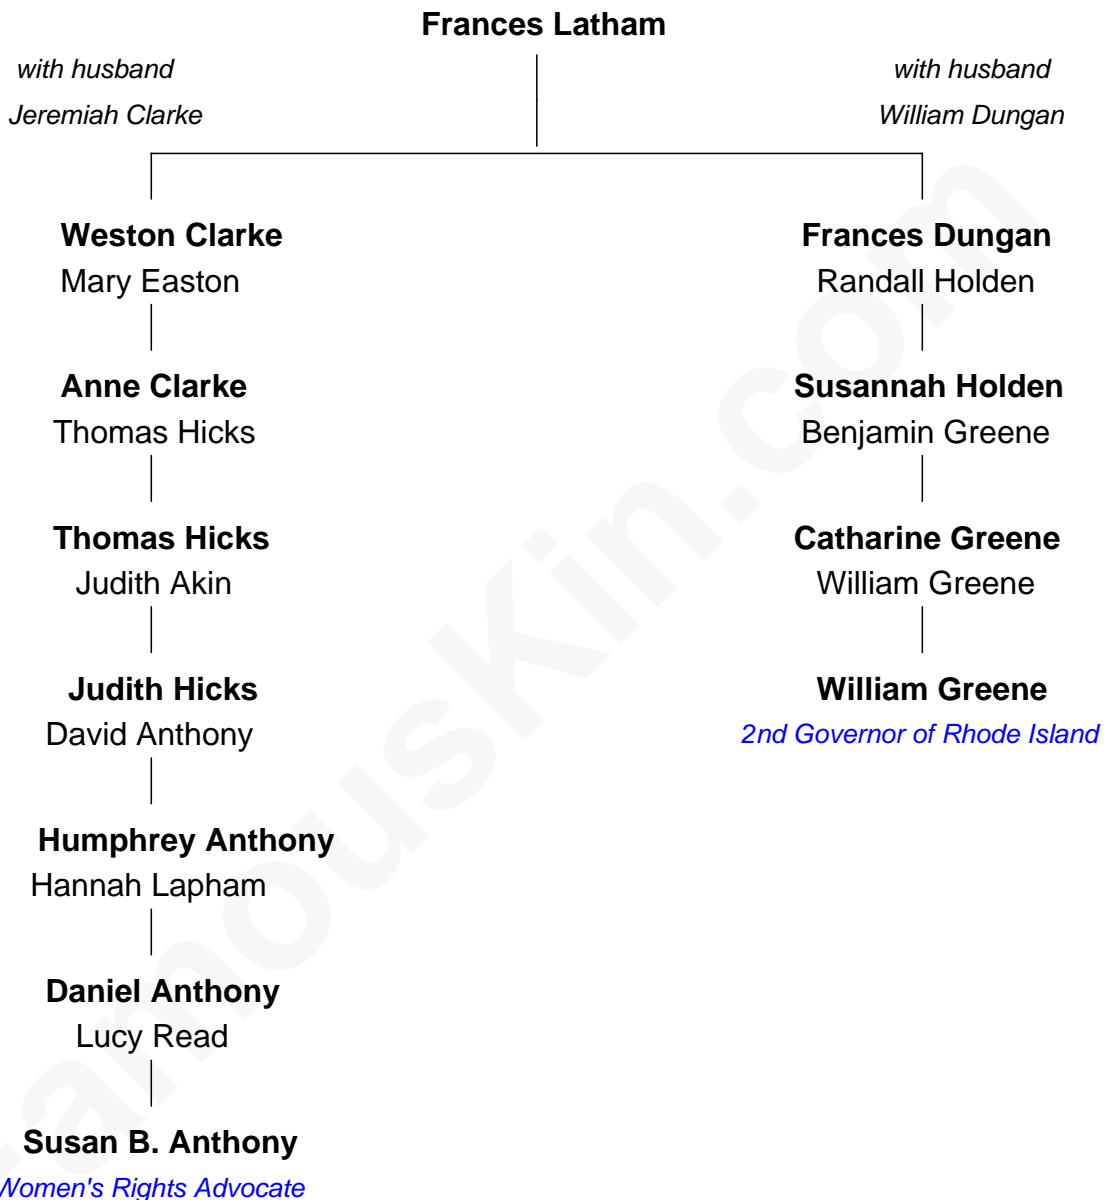 Frances Latham
with husband
Jeremiah Clarke
with husband
William Dungan
Weston Clarke
Mary Easton
Frances Dungan
Randall Holden
Anne Clarke
Thomas Hicks
Susannah Holden
Benjamin Greene
Thomas Hicks
Judith Akin
Catharine Greene
William Greene
Judith Hicks
David Anthony
William Greene
2nd Governor of Rhode Island
Humphrey Anthony
Hannah Lapham
Daniel Anthony
Lucy Read
Susan B. Anthony
Women's Rights Advocate
FamousKin.com